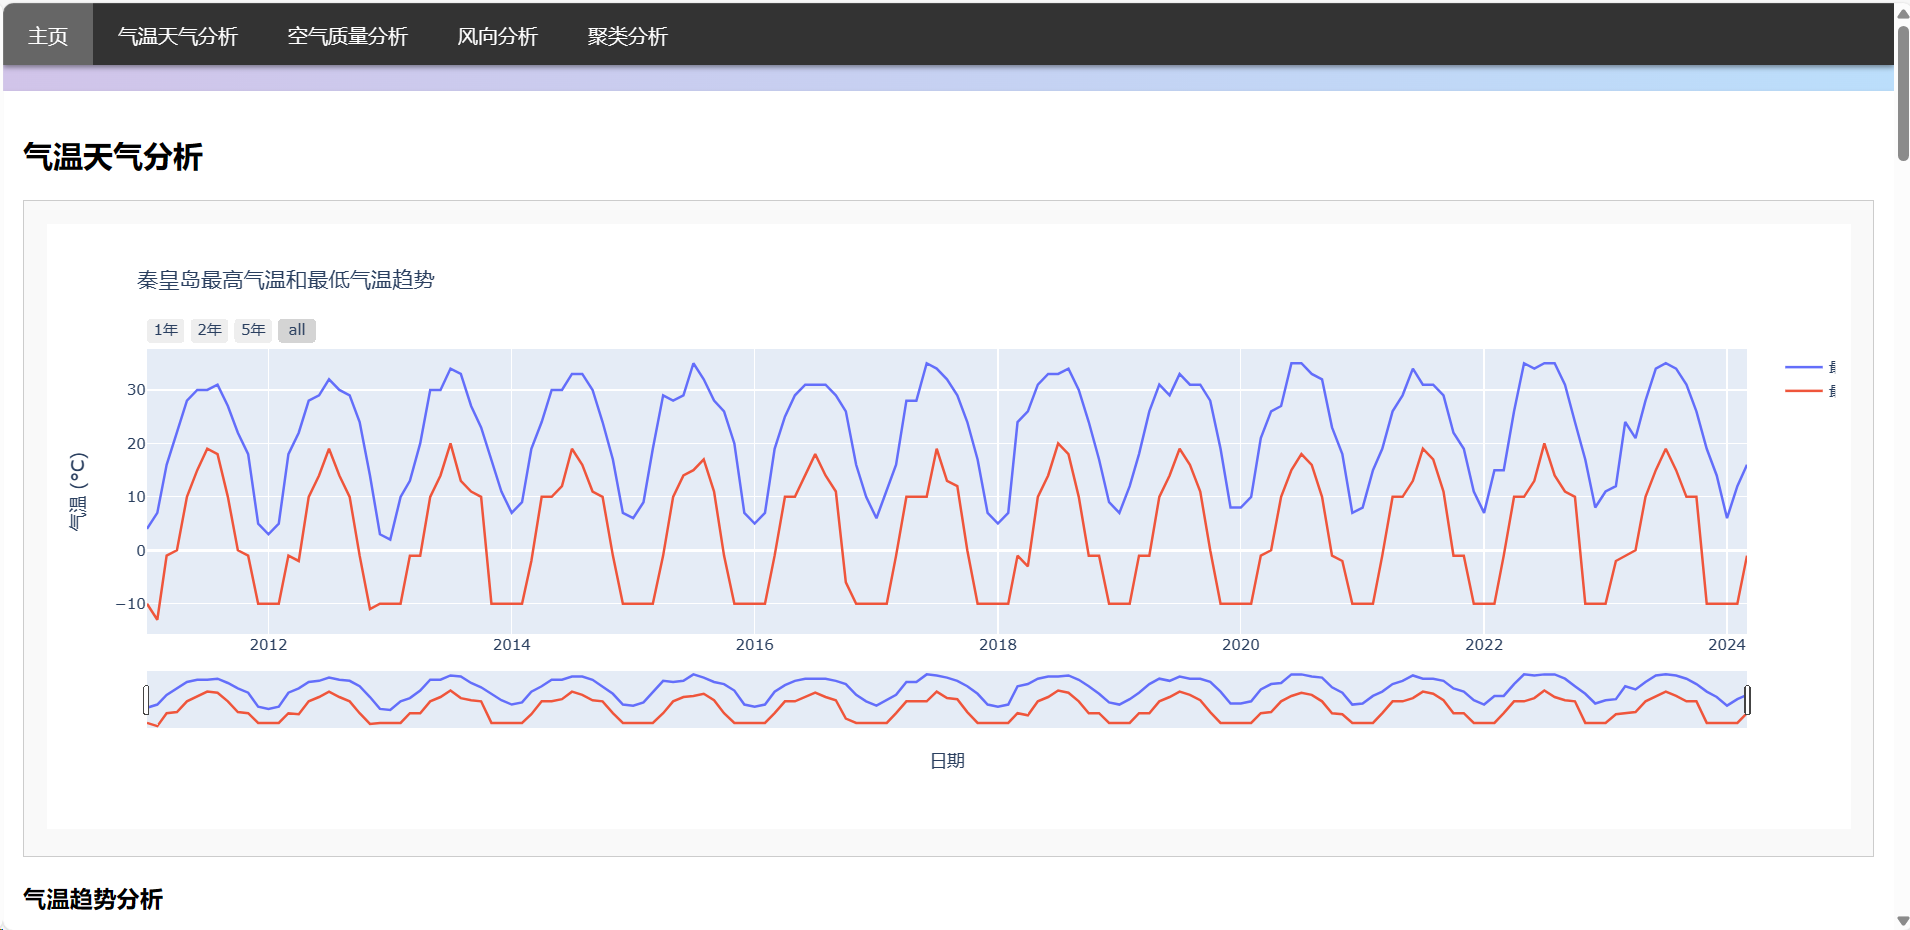 主页 气温天气分析 空气质量分析 风向分析 聚类分析
气温天气分析
秦皇岛最高气温和最低气温趋势
1年 2年 5年 all
30
20
10
0
−10
气温 (°C)
2012 2014 2016 2018 2020 2022 2024
日期
气温趋势分析